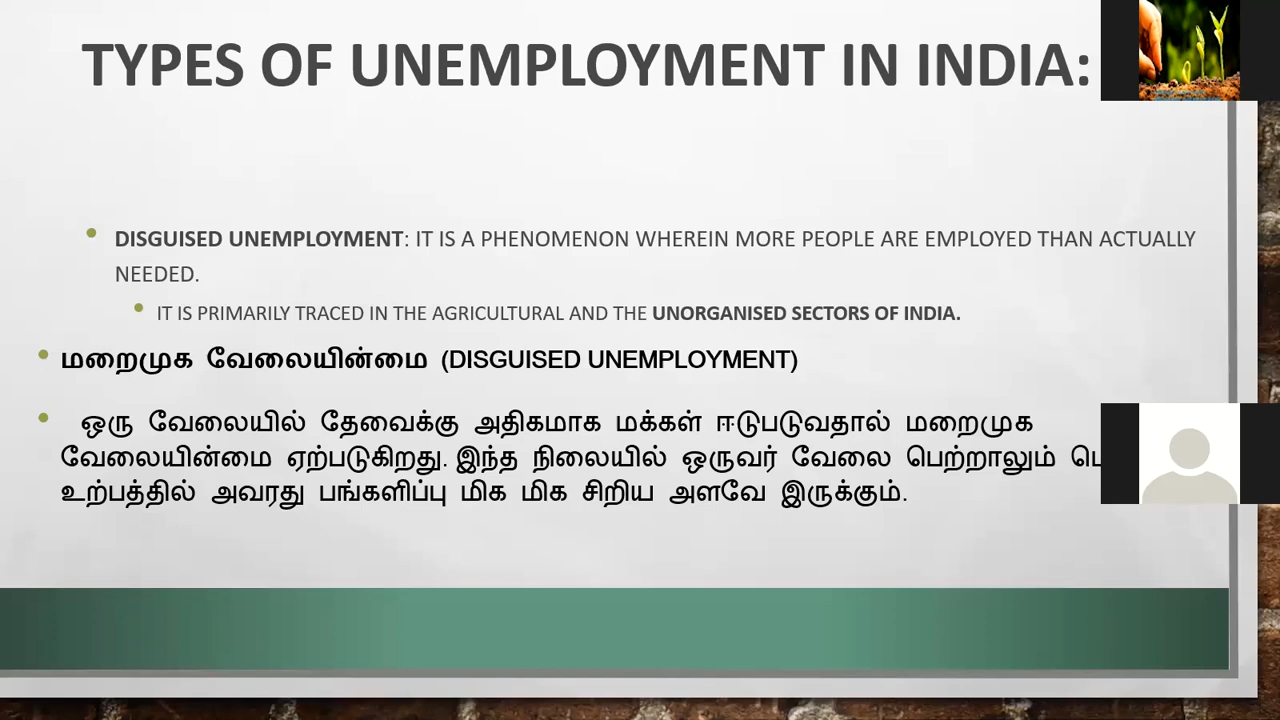 TYPES OF UNEMPLOYMENT IN INDIA:
DISGUISED UNEMPLOYMENT: IT IS A PHENOMENON WHEREIN MORE PEOPLE ARE EMPLOYED THAN ACTUALLY
NEEDED.
IT IS PRIMARILY TRACED IN THE AGRICULTURAL AND THE UNORGANISED SECTORS OF INDIA.
மறைமுக வேலையின்மை (DISGUISED UNEMPLOYMENT)
ஒரு வேலையில் தேவைக்கு அதிகமாக மக்கள் ஈடுபடுவதால் மறைமுக
வேலையின்மை ஏற்படுகிறது. இந்த நிலையில் ஒருவர் வேலை பெற்றாலும்
உற்பத்தில் அவரது பங்களிப்பு மிக மிக சிறிய அளவே இருக்கும்.